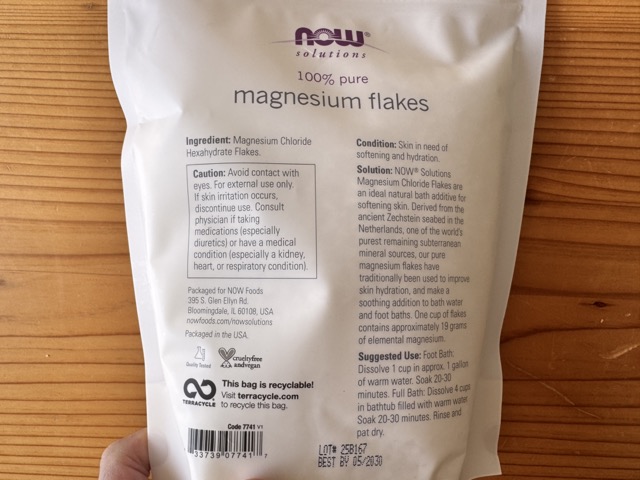 NOW®
solutions
100% pure
magnesium flakes
Ingredient: Magnesium Chloride
Hexahydrate Flakes.
Caution: Avoid contact with
eyes. For external use only.
If skin irritation occurs,
discontinue use. Consult
physician if taking
medications (especially
diuretics) or have a medical
condition (especially a kidney,
heart, or respiratory condition).
Packaged for NOW Foods
395 S. Glen Ellyn Rd.
Bloomingdale, IL 60108, USA
nowfoods.com/nowsolutions
Packaged in the USA.
Quality Tested
crueltyfree
andvegan
TERRACYCLE
This bag is recyclable!
Visit terracycle.com
to recycle this bag.
Code 7741 V1
33739 07741 7
Condition: Skin in need of
softening and hydration.
Solution: NOW® Solutions
Magnesium Chloride Flakes are
an ideal natural bath additive for
softening skin. Derived from the
ancient Zechstein seabed in the
Netherlands, one of the world's
purest remaining subterranean
mineral sources, our pure
magnesium flakes have
traditionally been used to improve
skin hydration, and make a
soothing addition to bath water
and foot baths. One cup of flakes
contains approximately 19 grams
of elemental magnesium.
Suggested Use: Foot Bath:
Dissolve 1 cup in approx. 1 gallon
of warm water. Soak 20-30
minutes. Full Bath: Dissolve 4 cups
in bathtub filled with warm water.
Soak 20-30 minutes. Rinse and
pat dry.
LOT# 25B167
BEST BY 05/2030